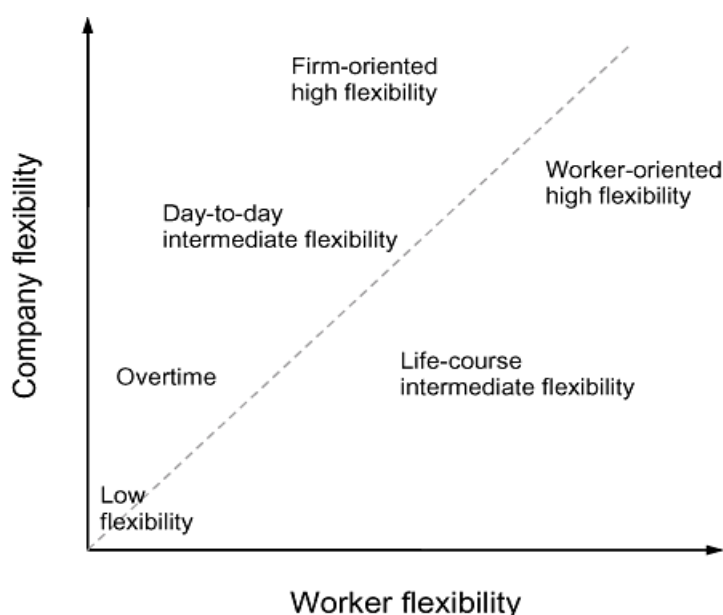 Firm-oriented
high flexibility
Worker-oriented
high flexibility
Day-to-day
intermediate flexibility
Company flexibility
Life-course
intermediate flexibility
Overtime
Low
flexibility
Worker flexibility